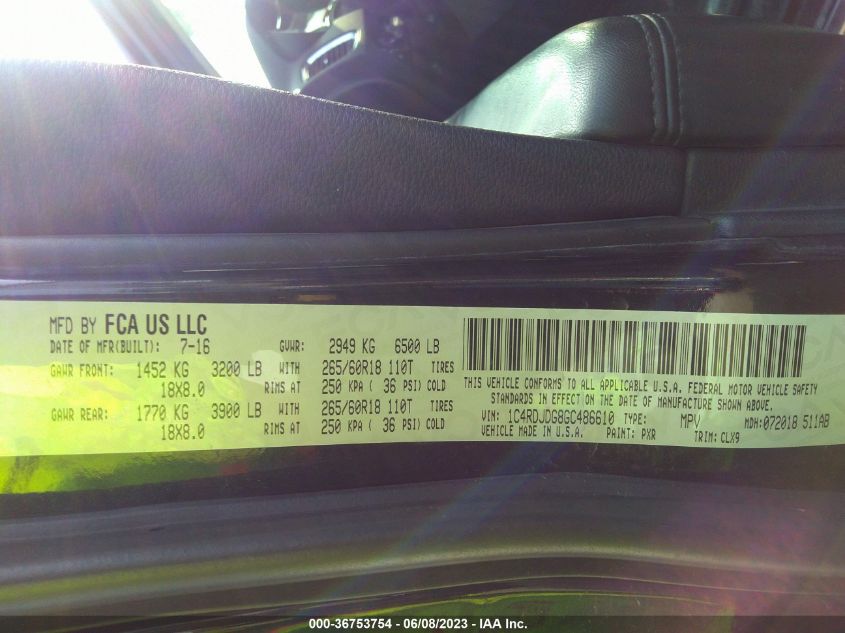 MFD BY FCA US LLC
DATE OF MFR(BUILT): 7-16 GVWR: 2949 KG 6500 LB
GAWR FRONT: 1452 KG 3200 LB WITH 265/60R18 110T TIRES
18X8.0 RIMS AT 250 KPA ( 36 PSI) COLD
GAWR REAR: 1770 KG 3900 LB WITH 265/60R18 110T TIRES
18X8.0 RIMS AT 250 KPA ( 36 PSI) COLD
THIS VEHICLE CONFORMS TO ALL APPLICABLE U.S.A. FEDERAL MOTOR VEHICLE SAFETY
STANDARDS IN EFFECT ON THE DATE OF MANUFACTURE SHOWN ABOVE.
VIN: 1C4RDJDG8GC486610 TYPE: MPV MDH:072018 511AB
VEHICLE MADE IN U.S.A. PAINT: PXR TRIM: CLX9
000-36753754 - 06/08/2023 - IAA Inc.